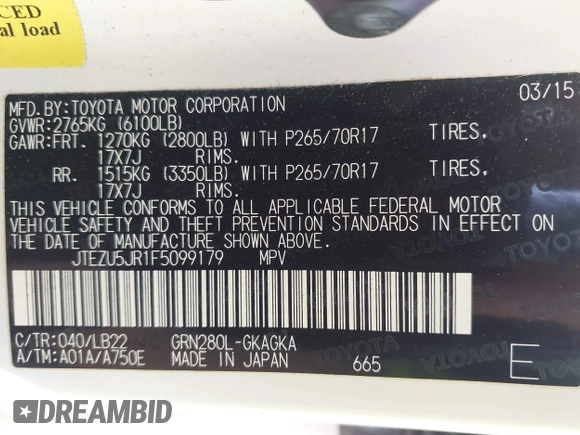 CED
al load
MFD.BY:TOYOTA MOTOR CORPORATION 03/15
GVWR:2765KG (6100LB)
GAWR:FRT. 1270KG (2800LB) WITH P265/70R17 TIRES,
17X7J RIMS.
RR. 1515KG (3350LB) WITH P265/70R17 TIRES,
17X7J RIMS.
THIS VEHICLE CONFORMS TO ALL APPLICABLE FEDERAL MOTOR
VEHICLE SAFETY AND THEFT PREVENTION STANDARDS IN EFFECT ON
THE DATE OF MANUFACTURE SHOWN ABOVE.
JTEZU5JR1F5099179 MPV
C/TR:040/LB22 GRN280L-GKAGKA
A/TM:A01A/A750E MADE IN JAPAN 665 E
DREAMBID